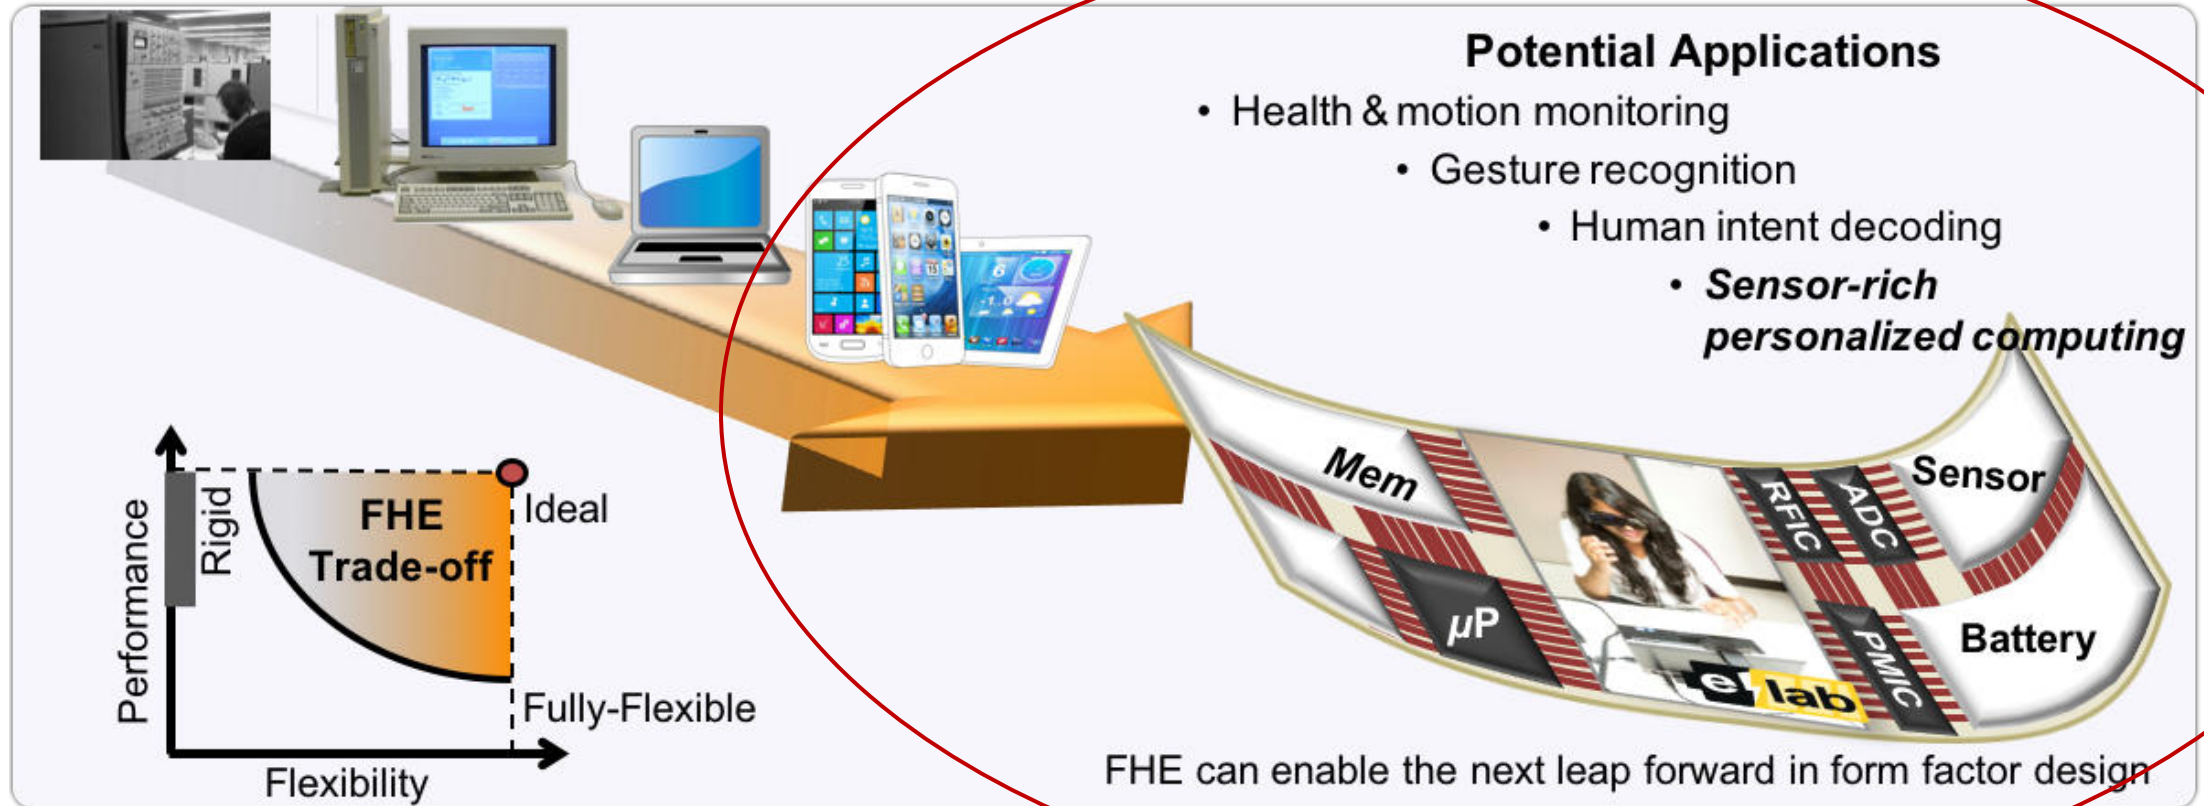 Potential Applications
• Health & motion monitoring
• Gesture recognition
• Human intent decoding
• Sensor-rich
personalized computing
Performance
Rigid
FHE
Trade-off
Ideal
Fully-Flexible
Flexibility
Mem
µP
RFIC
ADC
Sensor
PMIC
Battery
e lab
FHE can enable the next leap forward in form factor design